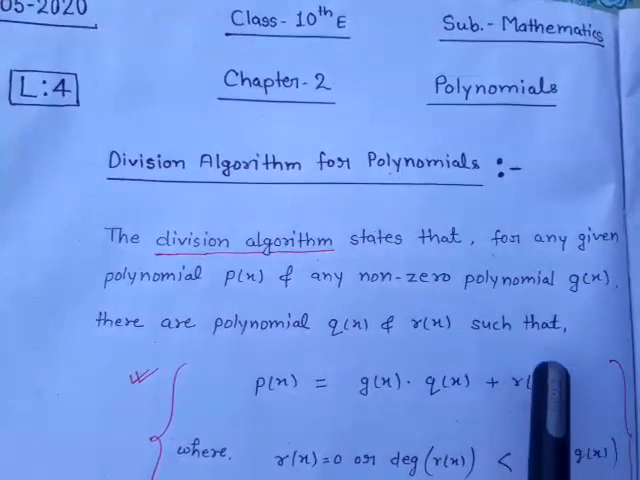 05-2020
Class- 10th E
Sub.- Mathematics
L:4
Chapter-2
Polynomials
Division Algorithm for Polynomials :-
The division algorithm states that, for any given
polynomial p(x) & any non-zero polynomial g(x),
there are polynomial q(x) & r(x) such that,
p(x) = g(x). q(x) + r(
where, r(x)=0 or deg(r(x)) < g(x))